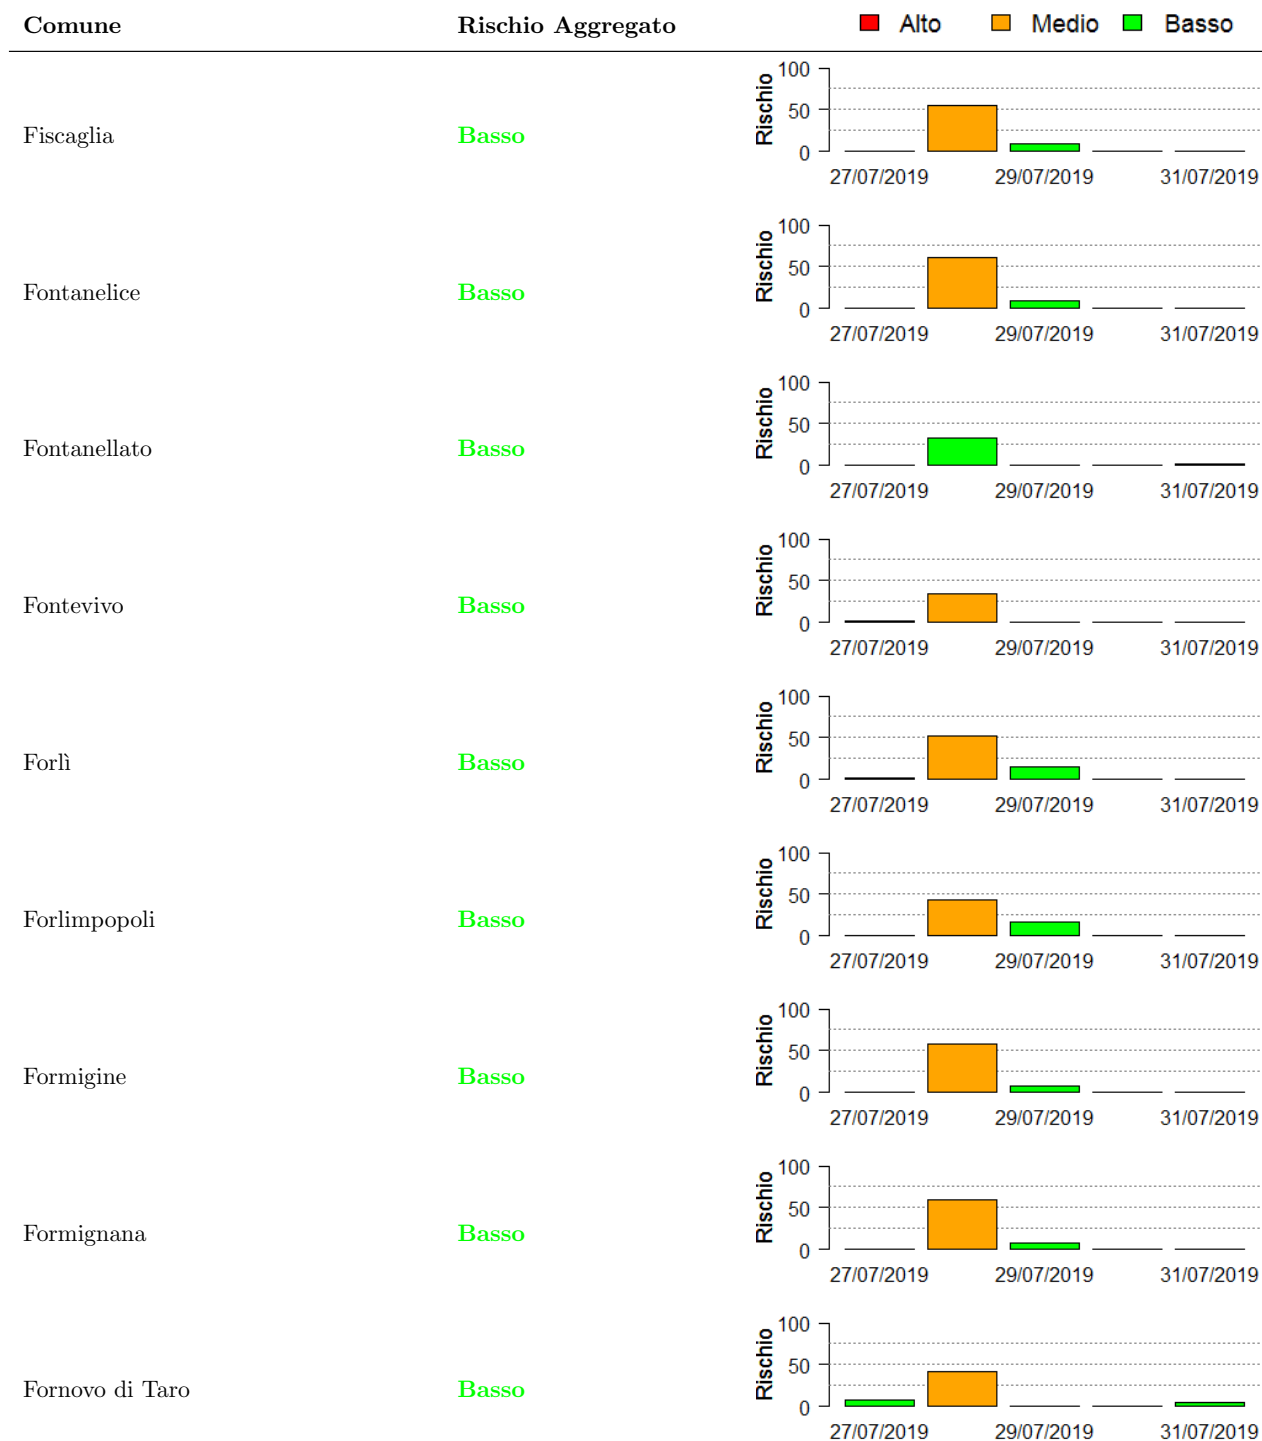 Comune Rischio Aggregato Alto Medio Basso
Fiscaglia Basso Rischio 100 50 0
27/07/2019 29/07/2019 31/07/2019
Fontanelice Basso Rischio 100 50 0
27/07/2019 29/07/2019 31/07/2019
Fontanellato Basso Rischio 100 50 0
27/07/2019 29/07/2019 31/07/2019
Fontevivo Basso Rischio 100 50 0
27/07/2019 29/07/2019 31/07/2019
Forlì Basso Rischio 100 50 0
27/07/2019 29/07/2019 31/07/2019
Forlimpopoli Basso Rischio 100 50 0
27/07/2019 29/07/2019 31/07/2019
Formigine Basso Rischio 100 50 0
27/07/2019 29/07/2019 31/07/2019
Formignana Basso Rischio 100 50 0
27/07/2019 29/07/2019 31/07/2019
Fornovo di Taro Basso Rischio 100 50 0
27/07/2019 29/07/2019 31/07/2019